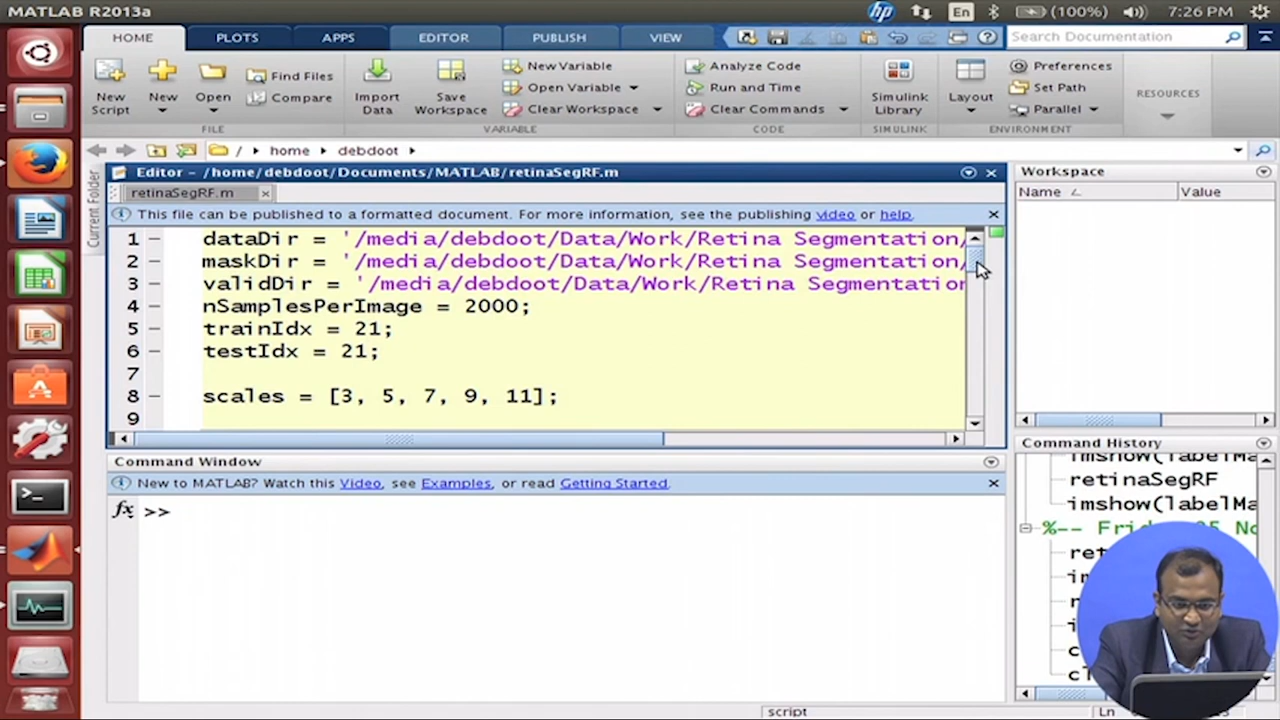 MATLAB R2013a
hp
En
(100%)
7:26 PM
HOME
PLOTS
APPS
EDITOR
PUBLISH
VIEW
Search Documentation
New Script
New
Open
Find Files
Compare
Import Data
Save Workspace
New Variable
Open Variable
Clear Workspace
Analyze Code
Run and Time
Clear Commands
Simulink Library
Layout
Preferences
Set Path
Parallel
RESOURCES
FILE
VARIABLE
CODE
SIMULINK
ENVIRONMENT
/ home debdoot
Current Folder
Editor - /home/debdoot/Documents/MATLAB/retinaSegRF.m
retinaSegRF.m
This file can be published to a formatted document. For more information, see the publishing video or help.
1 dataDir = '/media/debdoot/Data/Work/Retina Segmentation/
2 maskDir = '/media/debdoot/Data/Work/Retina Segmentation/
3 validDir = '/media/debdoot/Data/Work/Retina Segmentation
4 nSamplesPerImage = 2000;
5 trainIdx = 21;
6 testIdx = 21;
7
8 scales = [3, 5, 7, 9, 11];
9
Command Window
New to MATLAB? Watch this Video, see Examples, or read Getting Started.
fx >>
Workspace
Name
Value
Command History
imshow(labelMa
retinaSegRF
imshow(labelMa
%--
script
Ln